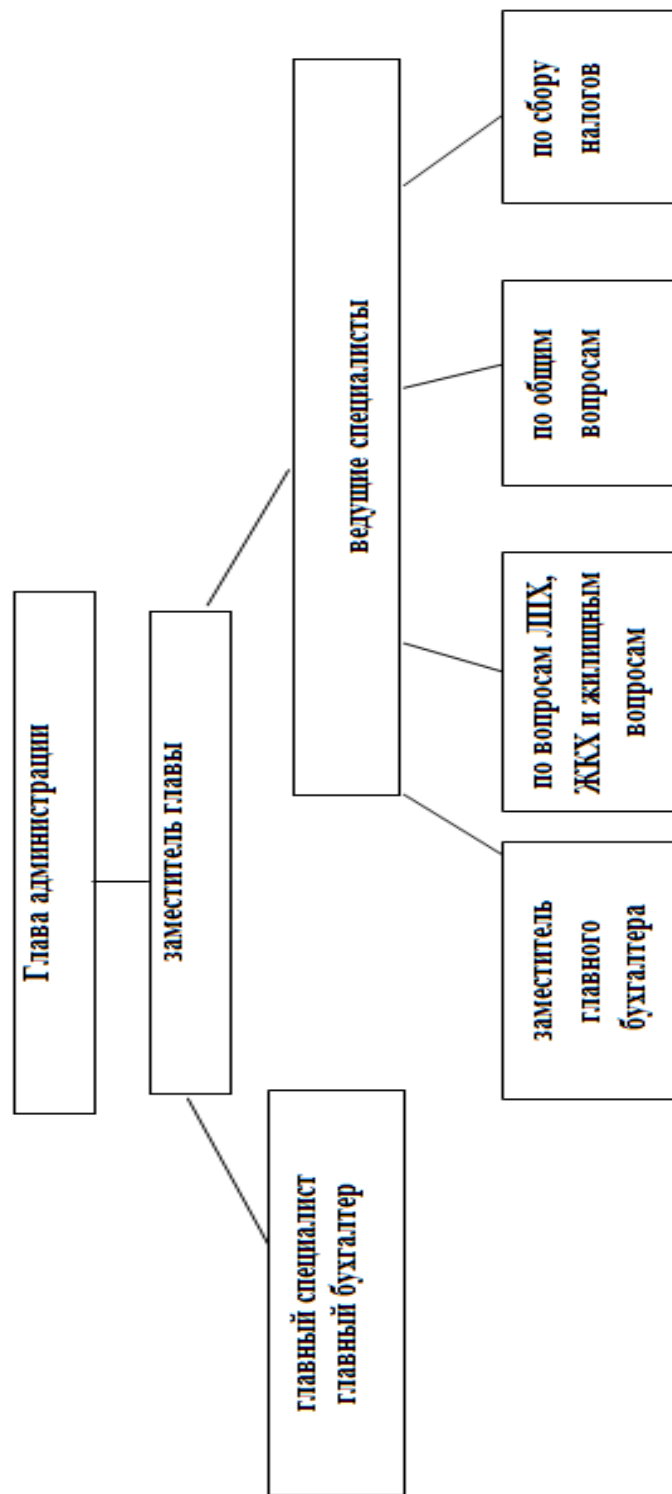 Глава администрации
заместитель главы
главный специалист
главный бухгалтер
ведущие специалисты
заместитель
главного
бухгалтера
по вопросам ЛПХ,
ЖКХ и жилищным
вопросам
по общим
вопросам
по сбору
налогов